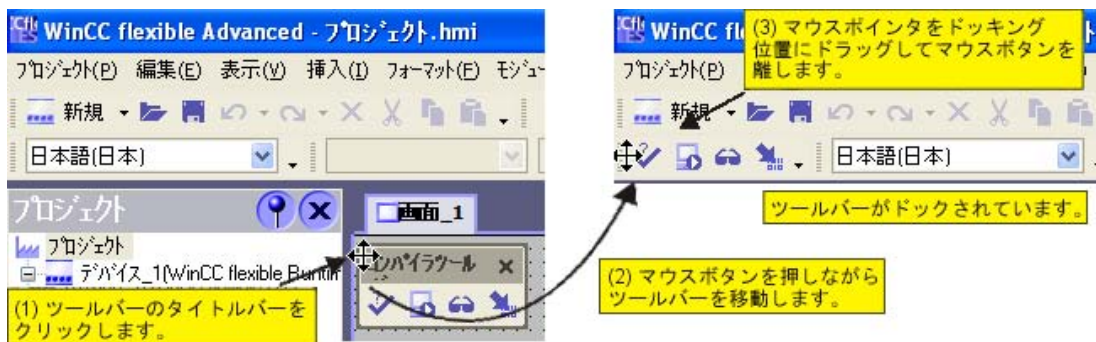 WinCC flexible Advanced - プロジェクト.hmi
プロジェクト(P) 編集(E) 表示(V) 挿入(I) フォーマット(F)
新規
日本語(日本)
プロジェクト
画面_1
プロジェクト
デバイス_1(WinCC flexible Runtim
コンパイラツール
(1) ツールバーのタイトルバーを
クリックします。
(2) マウスボタンを押しながら
ツールバーを移動します。
WinCC
(3) マウスポインタをドッキング
位置にドラッグしてマウスボタンを
離します。
プロジェクト(P)
新規
日本語(日本)
ツールバーがドックされています。